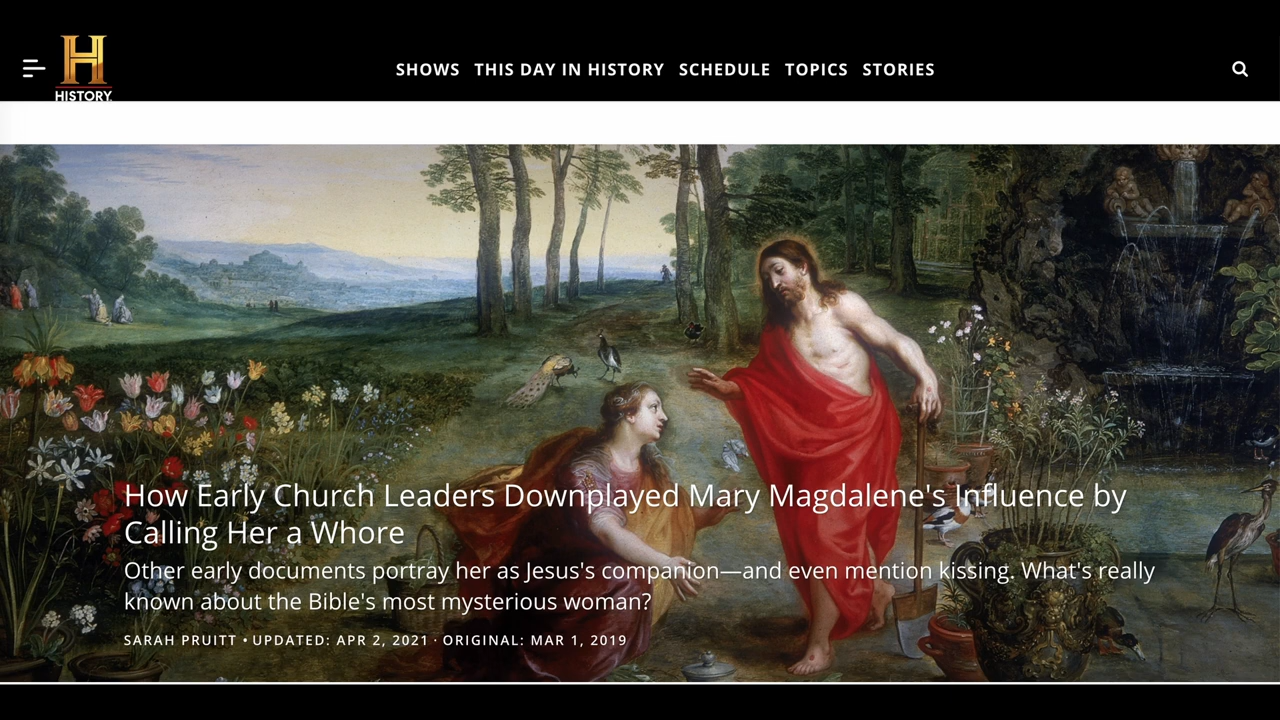 H
HISTORY.
SHOWS THIS DAY IN HISTORY SCHEDULE TOPICS STORIES
How Early Church Leaders Downplayed Mary Magdalene's Influence by
Calling Her a Whore
Other early documents portray her as Jesus's companion—and even mention kissing. What's really
known about the Bible's most mysterious woman?
SARAH PRUITT • UPDATED: APR 2, 2021 · ORIGINAL: MAR 1, 2019